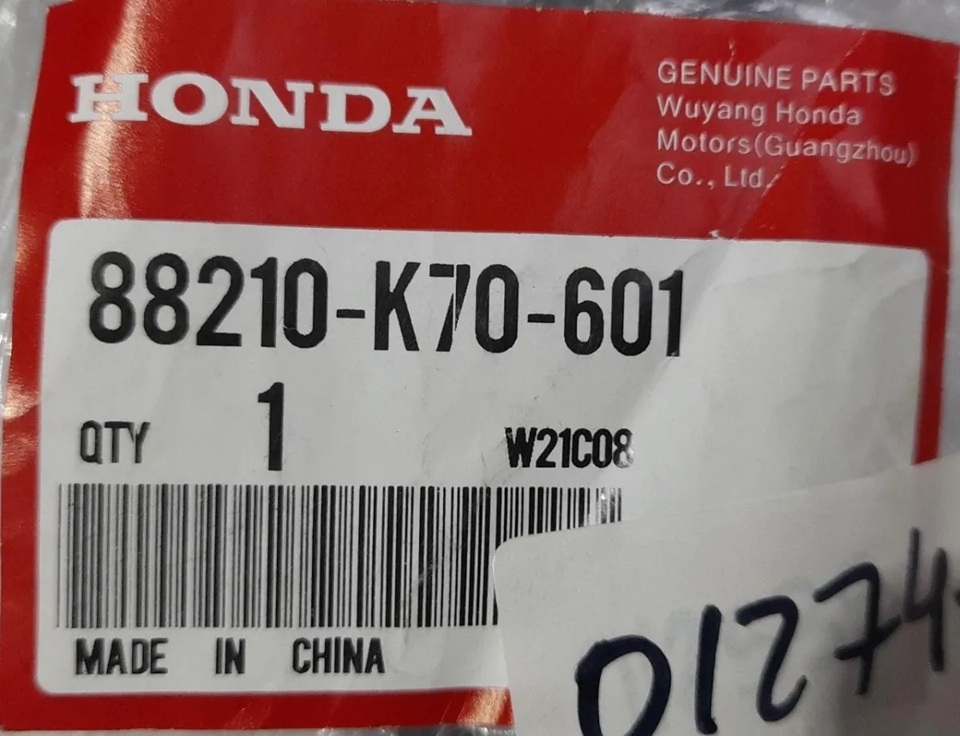 HONDA
GENUINE PARTS
Wuyang Honda
Motors(Guangzhou)
Co., Ltd.
88210-K70-601
QTY 1 W21C08
MADE IN CHINA
01274